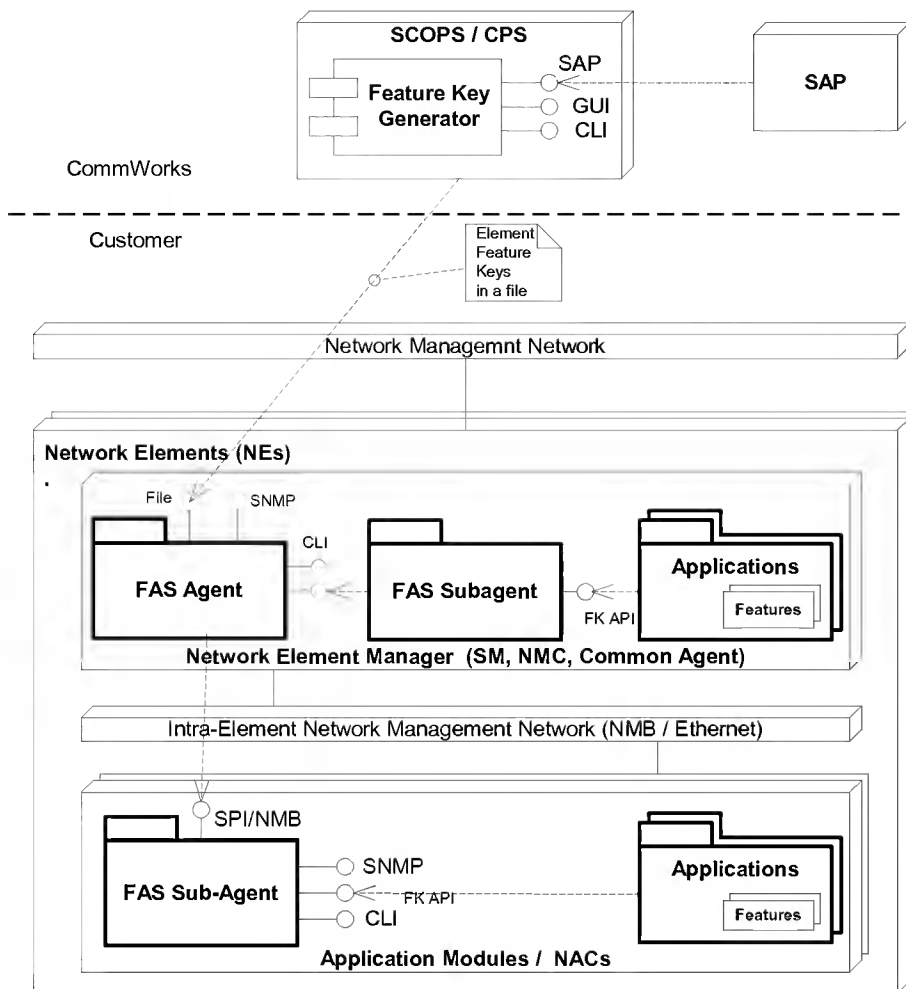 SCOPS / CPS
SAP
Feature Key
Generator
GUI
CLI
SAP
CommWorks
Customer
Element
Feature
Keys
in a file
Network Managemnt Network
Network Elements (NEs)
File
SNMP
CLI
FAS Agent
FAS Subagent
FK API
Applications
Features
Network Element Manager (SM, NMC, Common Agent)
Intra-Element Network Management Network (NMB / Ethernet)
SPI/NMB
FAS Sub-Agent
SNMP
FK API
CLI
Applications
Features
Application Modules / NACs